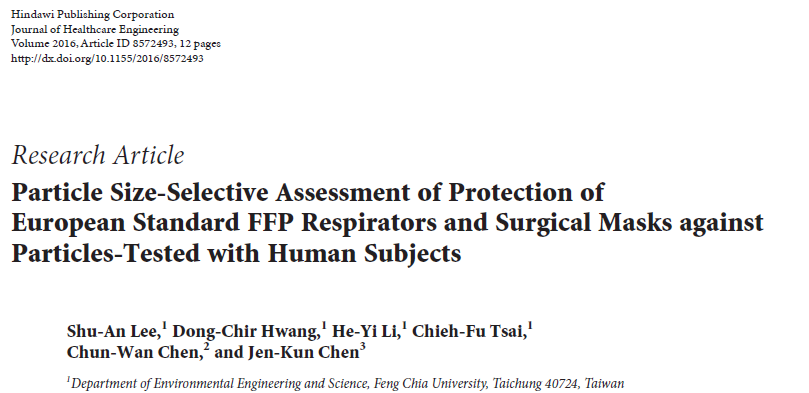 Hindawi Publishing Corporation
Journal of Healthcare Engineering
Volume 2016, Article ID 8572493, 12 pages
http://dx.doi.org/10.1155/2016/8572493
Research Article
Particle Size-Selective Assessment of Protection of
European Standard FFP Respirators and Surgical Masks against
Particles-Tested with Human Subjects
Shu-An Lee,1 Dong-Chir Hwang,1 He-Yi Li,1 Chieh-Fu Tsai,1
Chun-Wan Chen,2 and Jen-Kun Chen3
1Department of Environmental Engineering and Science, Feng Chia University, Taichung 40724, Taiwan